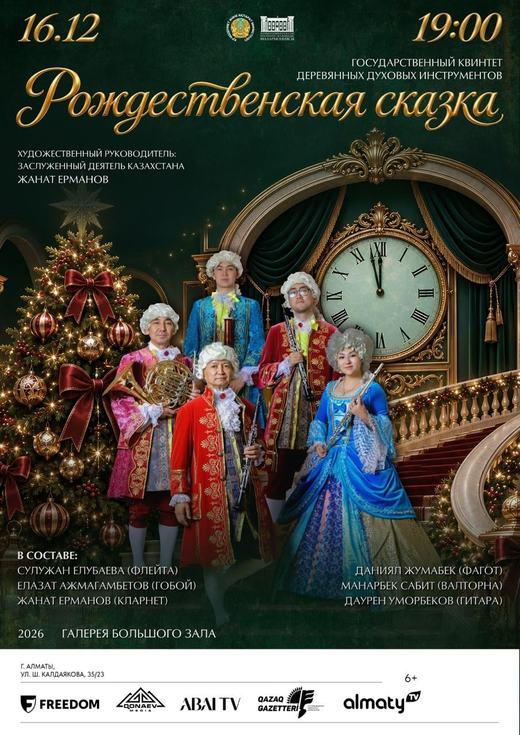 16.12
19:00
ГОСУДАРСТВЕННЫЙ КВИНТЕТ
ДЕРЕВЯННЫХ ДУХОВЫХ ИНСТРУМЕНТОВ
Рождественская сказка
ХУДОЖЕСТВЕННЫЙ РУКОВОДИТЕЛЬ:
ЗАСЛУЖЕННЫЙ ДЕЯТЕЛЬ КАЗАХСТАНА
ЖАНАТ ЕРМАНОВ
В СОСТАВЕ:
СУЛУЖАН ЕЛУБАЕВА (ФЛЕЙТА)
ЕЛАЗАТ АЖМАГАМБЕТОВ (ГОБОЙ)
ЖАНАТ ЕРМАНОВ (КЛАРНЕТ)
ДАНИЯЛ ЖУМАБЕК (ФАГОТ)
МАНАРБЕК САБИТ (ВАЛТОРНА)
ДАУРЕН УМОРБЕКОВ (ГИТАРА)
2026 ГАЛЕРЕЯ БОЛЬШОГО ЗАЛА
Г. АЛМАТЫ,
УЛ. Ш. КАЛДАЯКОВА, 35/23
6+
FREEDOM
QONAEV
MEDIA
ABAI TV
QAZAQ
GAZETTERI
almaty TV